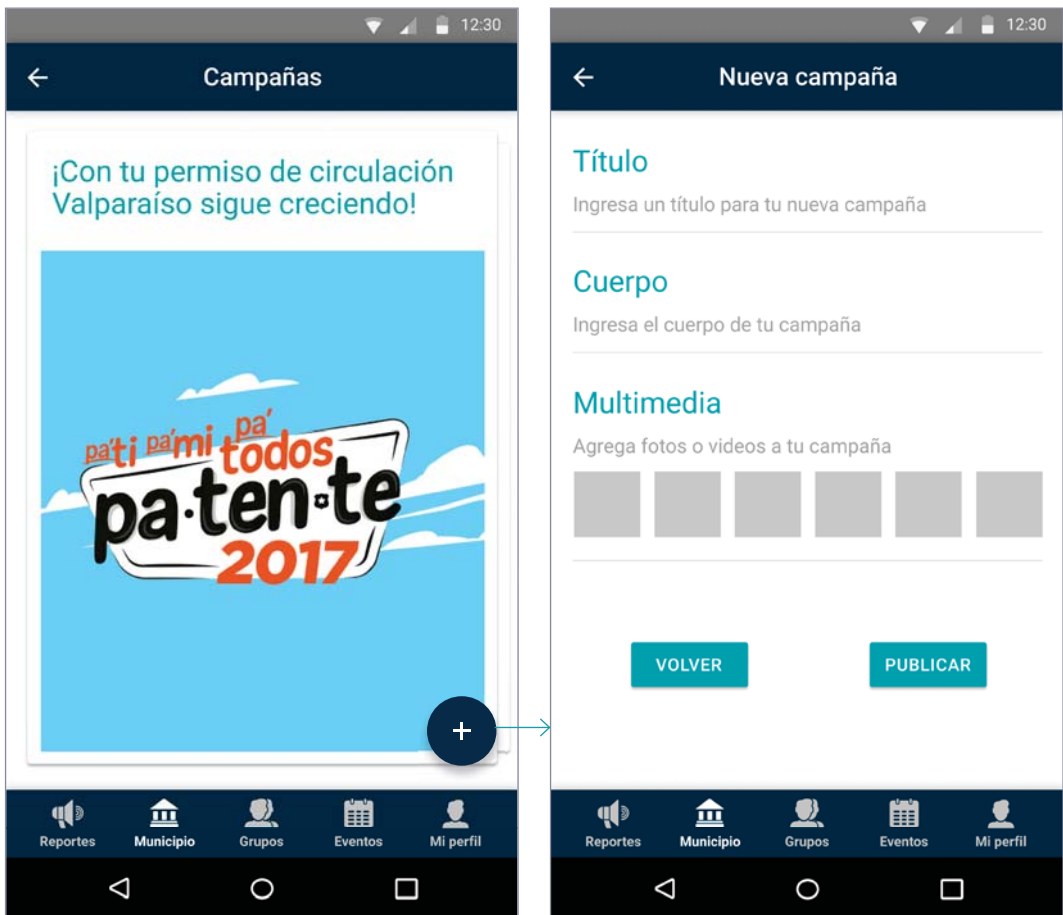 12:30
Campañas
¡Con tu permiso de circulación
Valparaíso sigue creciendo!
pa'ti pa'mi pa'
todos
pa·ten·te
2017
+
Reportes Municipio Grupos Eventos Mi perfil
12:30
Nueva campaña
Título
Ingresa un título para tu nueva campaña
Cuerpo
Ingresa el cuerpo de tu campaña
Multimedia
Agrega fotos o videos a tu campaña
VOLVER PUBLICAR
Reportes Municipio Grupos Eventos Mi perfil